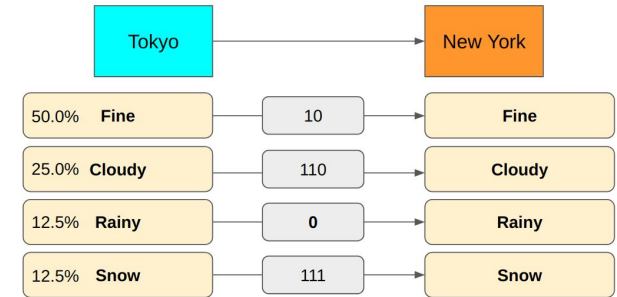 Tokyo New York
50.0% Fine 10 Fine
25.0% Cloudy 110 Cloudy
12.5% Rainy 0 Rainy
12.5% Snow 111 Snow